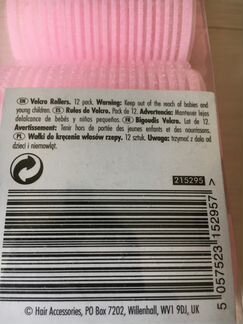 EN Velcro Rollers. 12 pack. Warning: Keep out of the reach of babies and
young children. ES Rolos de Velcro. Pack de 12. Advertencia: Mantener lejos
delalcance de bebés y niños pequeños. FR Bigoudis Velcro. Lot de 12.
Avertissement: Tenir hors de portée des jeunes enfants et des nourrissons.
PL Wałki do kręcenia włosów rzepy. 12 sztuk. Uwaga: trzymać z dala od
dzieci i niemowląt.
215295
5 057523 152957 >
© Hair Accessories, PO Box 7202, Willenhall, WV1 9DJ, UK